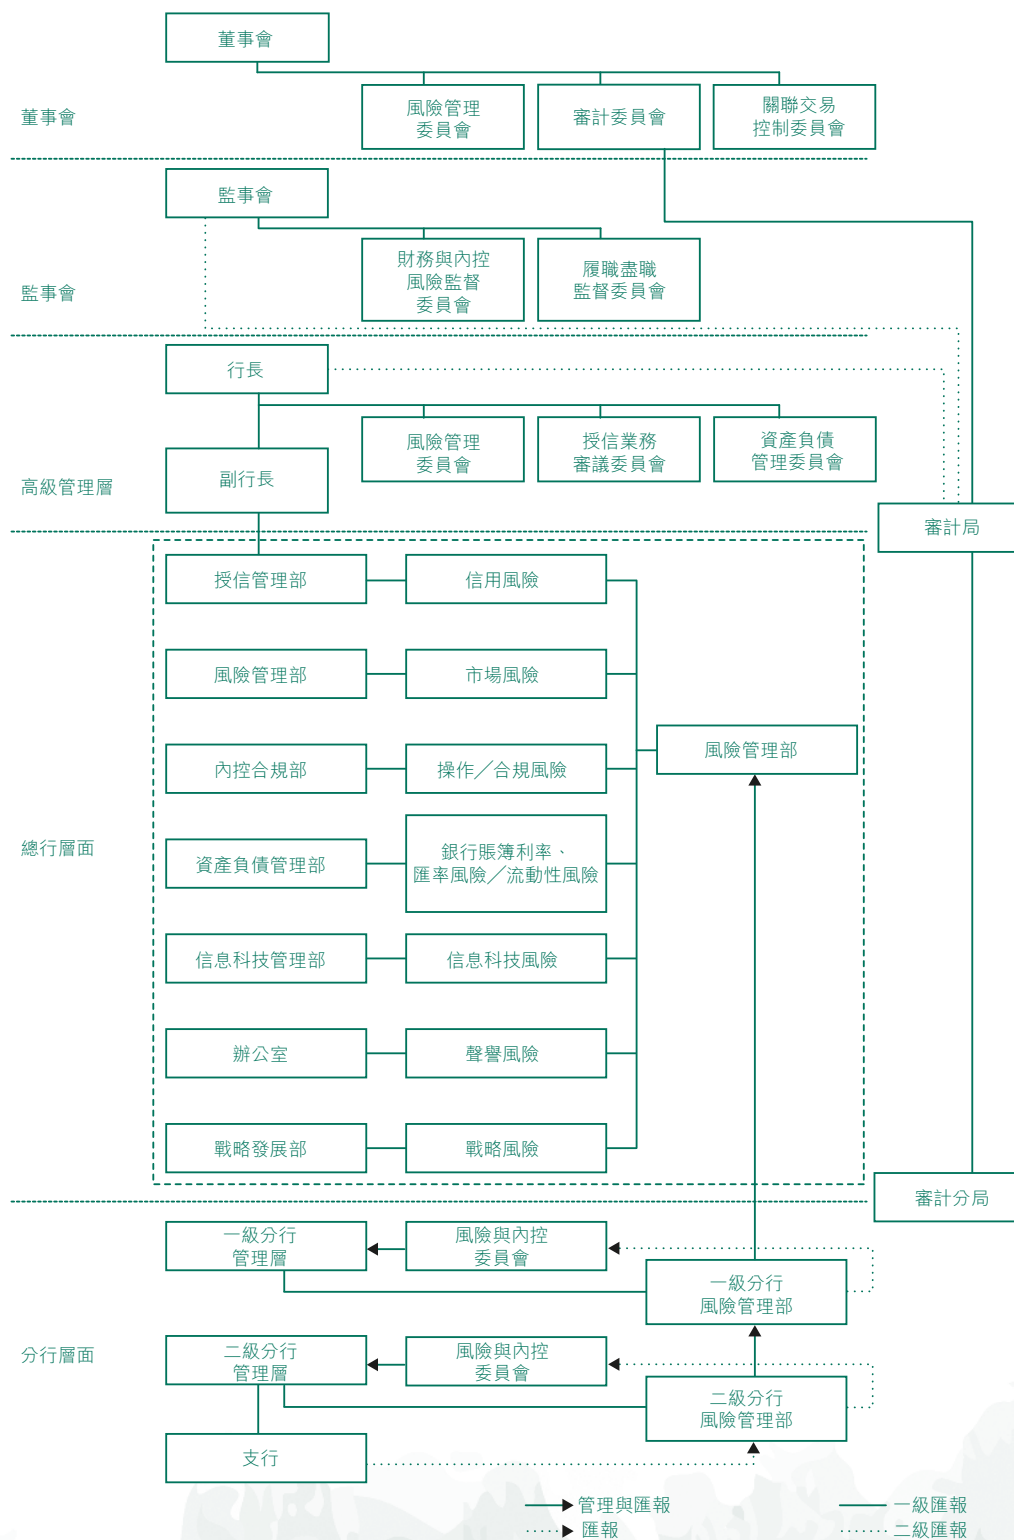 董事會
董事會
風險管理
委員會
審計委員會
關聯交易
控制委員會
監事會
監事會
財務與內控
風險監督
委員會
履職盡職
監督委員會
行長
高級管理層
副行長
風險管理
委員會
授信業務
審議委員會
資產負債
管理委員會
審計局
總行層面
授信管理部
信用風險
風險管理部
市場風險
風險管理部
內控合規部
操作／合規風險
資產負債管理部
銀行賬簿利率、
匯率風險／流動性風險
信息科技管理部
信息科技風險
辦公室
聲譽風險
戰略發展部
戰略風險
審計分局
分行層面
一級分行
管理層
風險與內控
委員會
一級分行
風險管理部
二級分行
管理層
風險與內控
委員會
二級分行
風險管理部
支行
管理與匯報
一級匯報
匯報
二級匯報